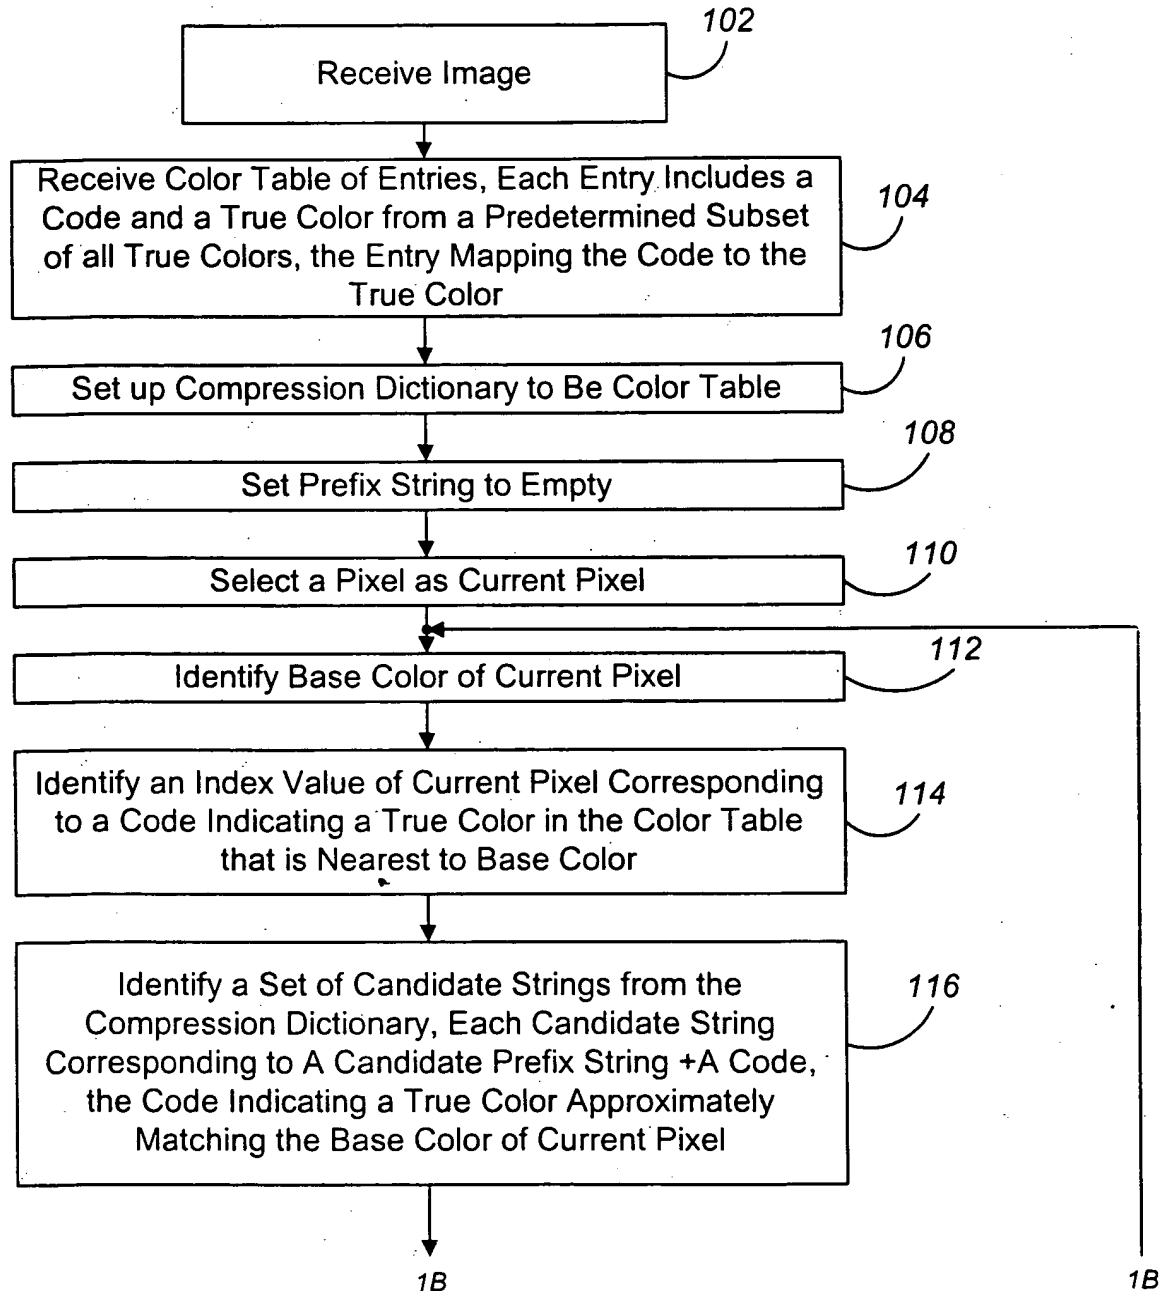 102
Receive Image
Receive Color Table of Entries, Each Entry Includes a
Code and a True Color from a Predetermined Subset
of all True Colors, the Entry Mapping the Code to the
True Color
104
106
Set up Compression Dictionary to Be Color Table
108
Set Prefix String to Empty
110
Select a Pixel as Current Pixel
112
Identify Base Color of Current Pixel
Identify an Index Value of Current Pixel Corresponding
to a Code Indicating a True Color in the Color Table
that is Nearest to Base Color
114
Identify a Set of Candidate Strings from the
Compression Dictionary, Each Candidate String
Corresponding to A Candidate Prefix String +A Code,
the Code Indicating a True Color Approximately
Matching the Base Color of Current Pixel
116
1B
1B